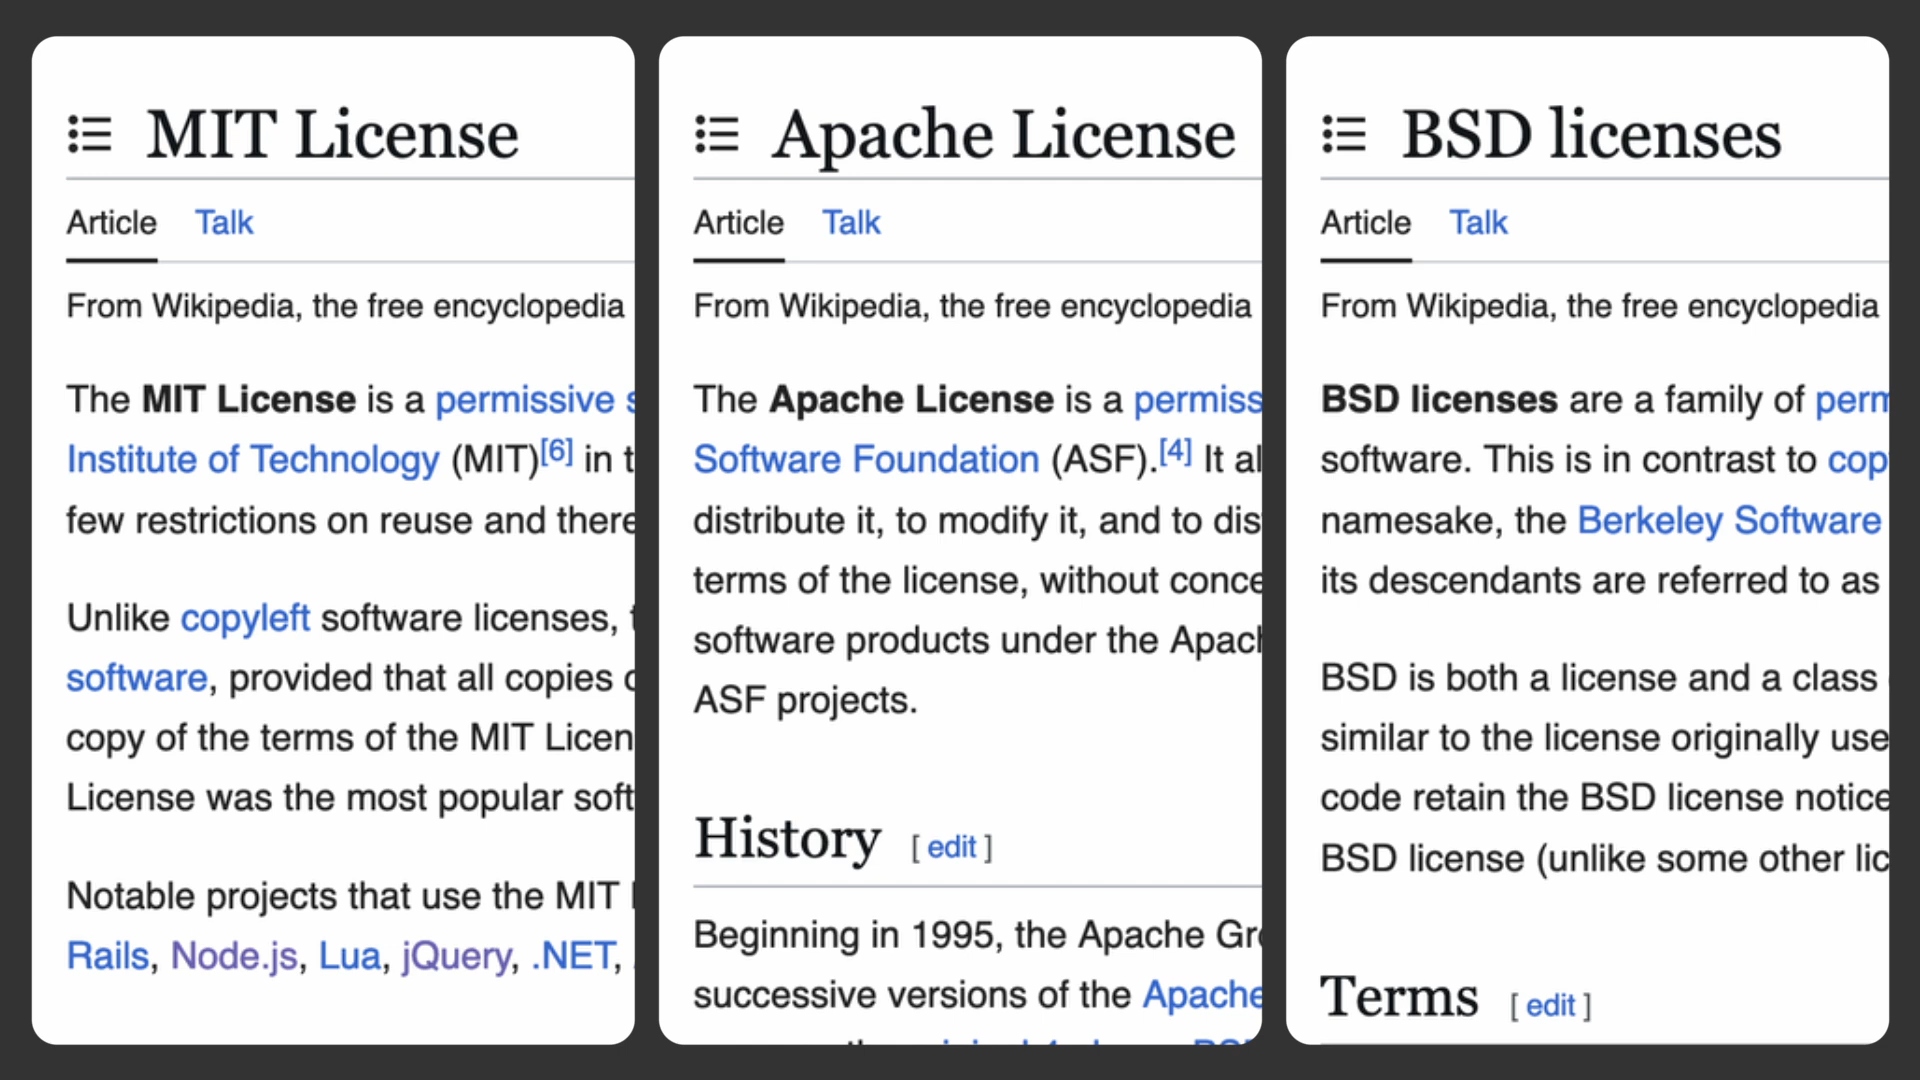 MIT License
Article Talk
From Wikipedia, the free encyclopedia
The MIT License is a permissive
Institute of Technology (MIT)[6] in
few restrictions on reuse and there
Unlike copyleft software licenses,
software, provided that all copies
copy of the terms of the MIT Licen
License was the most popular soft
Notable projects that use the MIT
Rails, Node.js, Lua, jQuery, .NET,
Apache License
Article Talk
From Wikipedia, the free encyclopedia
The Apache License is a permiss
Software Foundation (ASF).[4] It al
distribute it, to modify it, and to dis
terms of the license, without conce
software products under the Apach
ASF projects.
History [ edit ]
Beginning in 1995, the Apache Gr
successive versions of the Apache
BSD licenses
Article Talk
From Wikipedia, the free encyclopedia
BSD licenses are a family of perm
software. This is in contrast to cop
namesake, the Berkeley Software
its descendants are referred to as
BSD is both a license and a class
similar to the license originally use
code retain the BSD license notice
BSD license (unlike some other lic
Terms [ edit ]